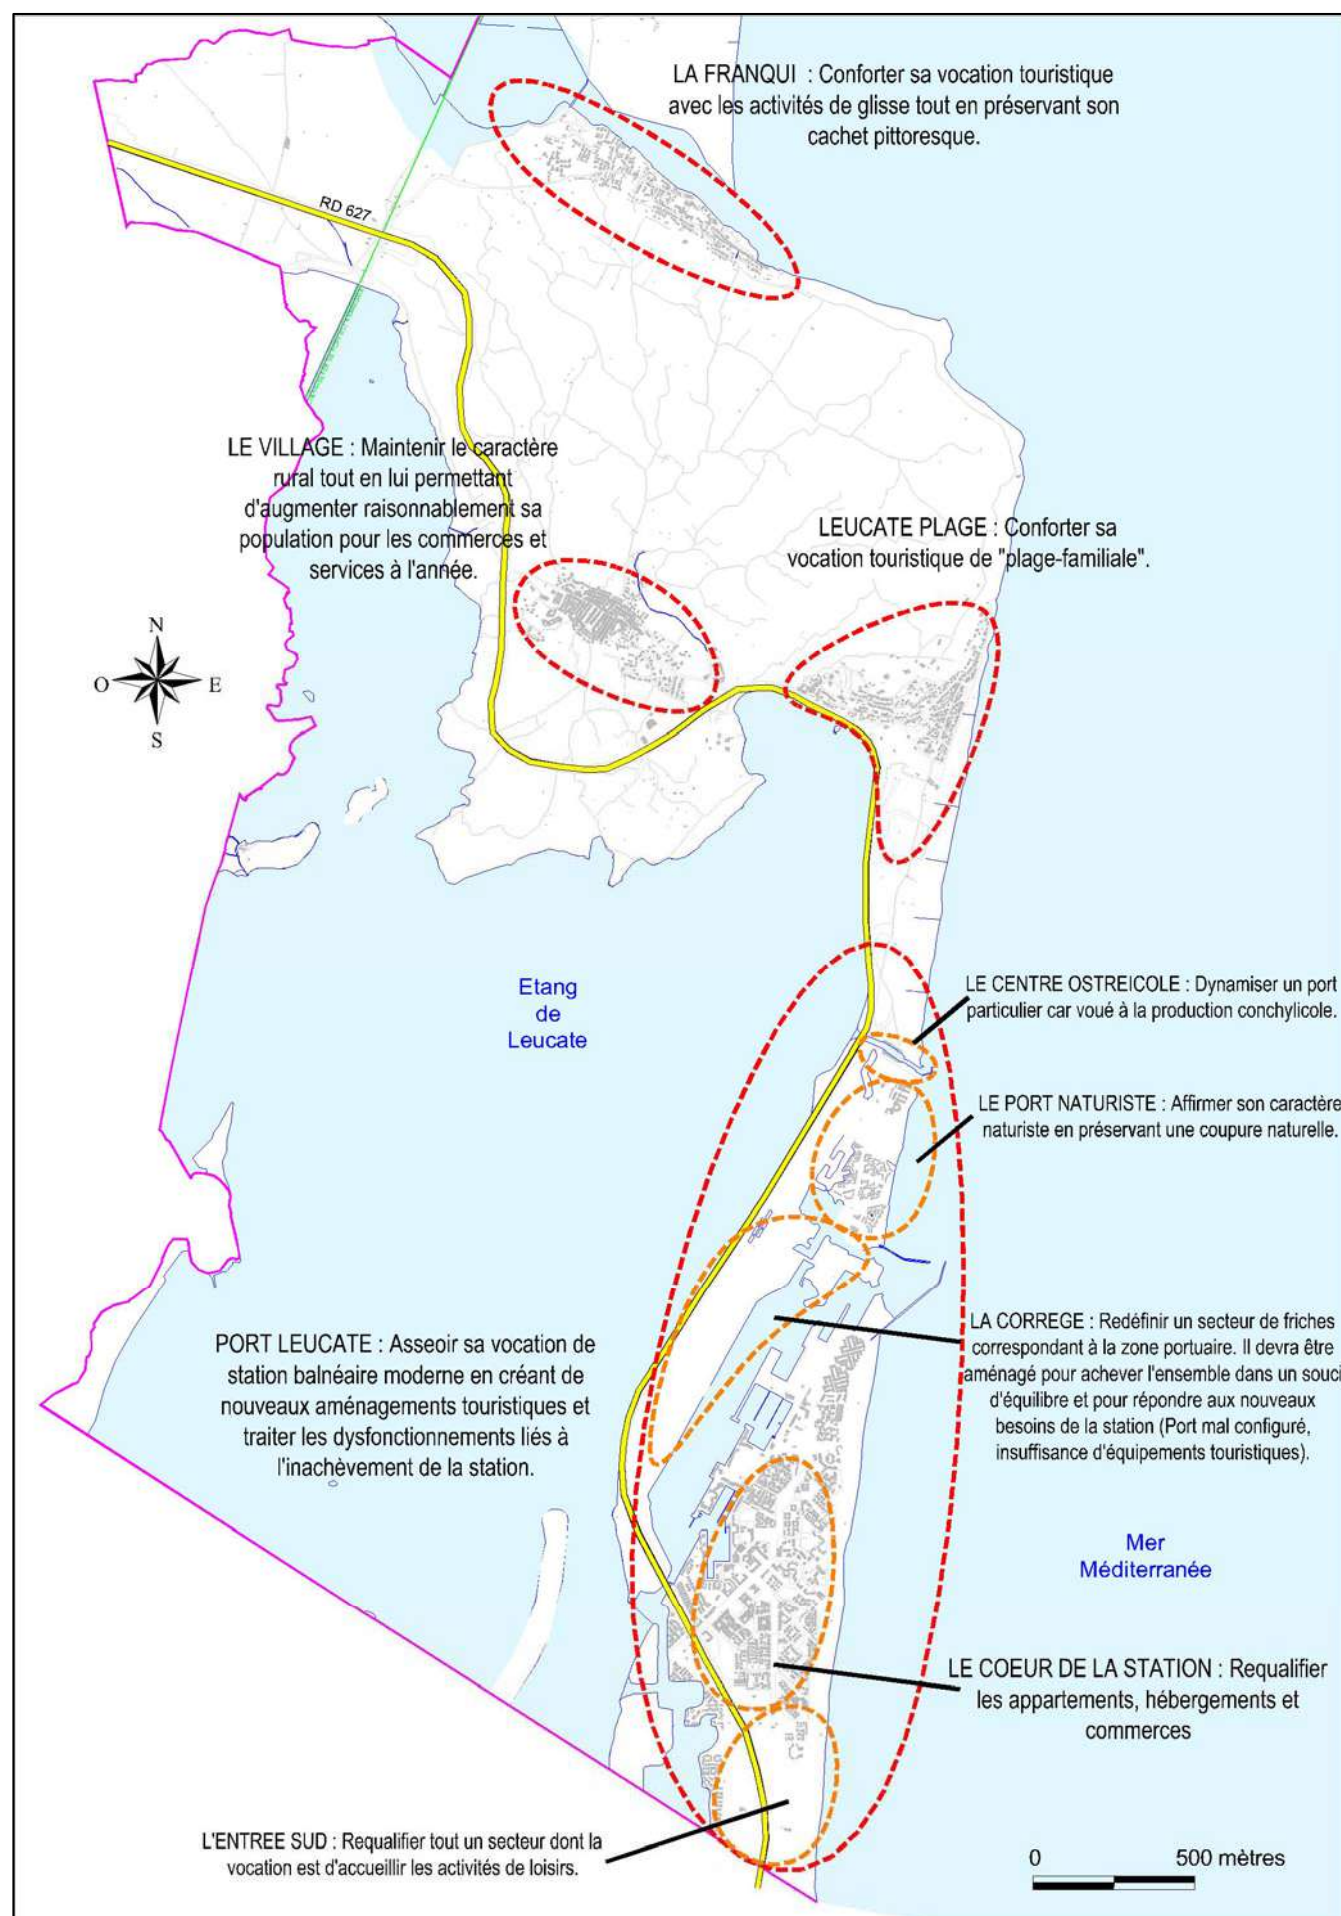 LA FRANQUI : Conforter sa vocation touristique
avec les activités de glisse tout en préservant son
cachet pittoresque.
RD 627
LE VILLAGE : Maintenir le caractère
rural tout en lui permettant
d'augmenter raisonnablement sa
population pour les commerces et
services à l'année.
LEUCATE PLAGE : Conforter sa
vocation touristique de "plage-familiale".
N
O
E
S
Etang
de
Leucate
LE CENTRE OSTREICOLE : Dynamiser un port
particulier car voué à la production conchylicole.
LE PORT NATURISTE : Affirmer son caractère
naturiste en préservant une coupure naturelle.
PORT LEUCATE : Asseoir sa vocation de
station balnéaire moderne en créant de
nouveaux aménagements touristiques et
traiter les dysfonctionnements liés à
l'inachèvement de la station.
LA CORREGE : Redéfinir un secteur de friches
correspondant à la zone portuaire. Il devra être
aménagé pour achever l'ensemble dans un souci
d'équilibre et pour répondre aux nouveaux
besoins de la station (Port mal configuré,
insuffisance d'équipements touristiques).
Mer
Méditerranée
LE COEUR DE LA STATION : Requalifier
les appartements, hébergements et
commerces
L'ENTREE SUD : Requalifier tout un secteur dont la
vocation est d'accueillir les activités de loisirs.
0 500 mètres